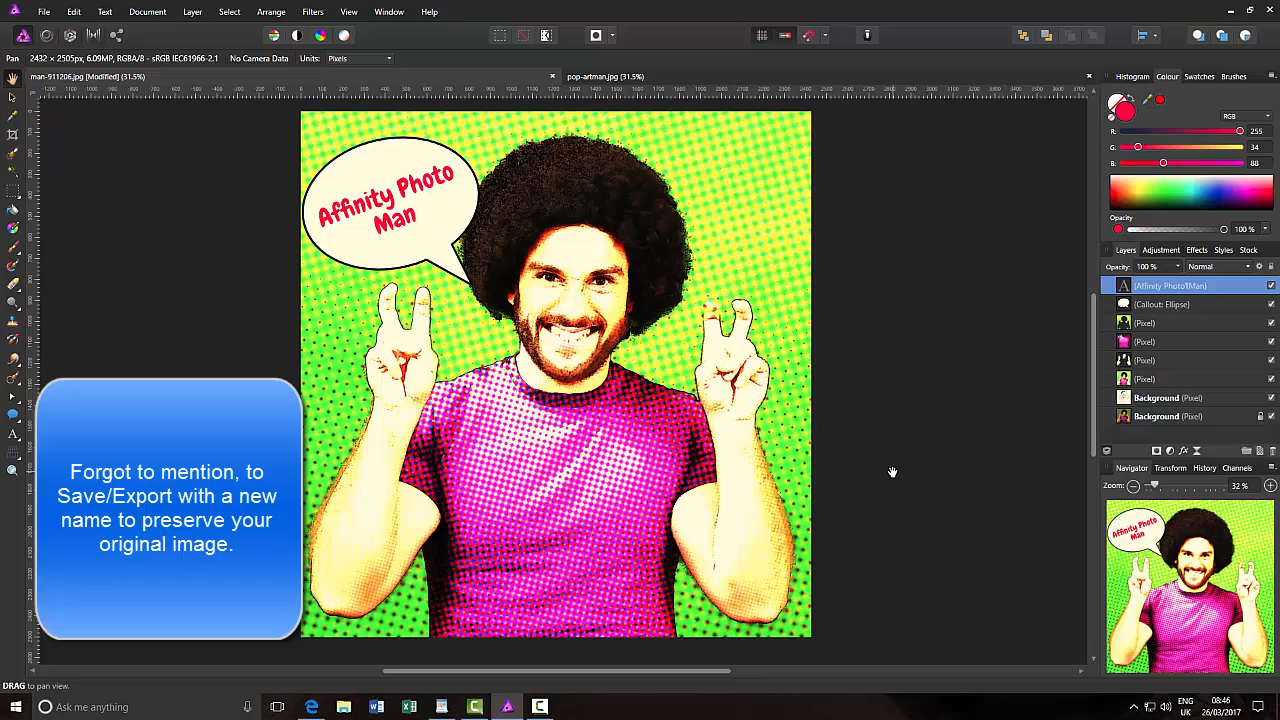 File Edit Text Document Layer Select Arrange Filters View Window Help
Pan 2432 × 2505px, 6.09MP, RGBA/8 - sRGB IEC61966-2.1 No Camera Data Units: Pixels
man-911206.jpg [Modified] (31.5%)
pop-artman.jpg (31.5%)
Histogram Colour Swatches Brushes
RGB
R: 255
G: 34
B: 88
Opacity
100 %
Layers Adjustment Effects Styles Stock
Opacity: 100 % Normal
(Affinity Photo¶Man)
(Callout: Ellipse)
(Pixel)
(Pixel)
(Pixel)
(Pixel)
Background (Pixel)
Background (Pixel)
Navigator Transform History Channels
Zoom: 32 %
Affinity Photo
Man
Affinity Photo
Man
Forgot to mention, to
Save/Export with a new
name to preserve your
original image.
DRAG to pan view.
Ask me anything
ENG
UK
08:46
26/03/2017